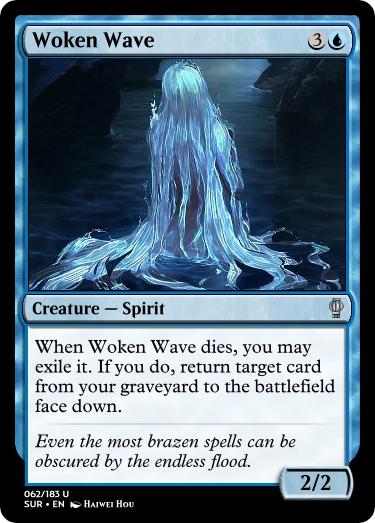 Woken Wave 3
Creature — Spirit
When Woken Wave dies, you may
exile it. If you do, return target card
from your graveyard to the battlefield
face down.
Even the most brazen spells can be
obscured by the endless flood.
2/2
062/183 U
SUR • EN Haiwei Hou